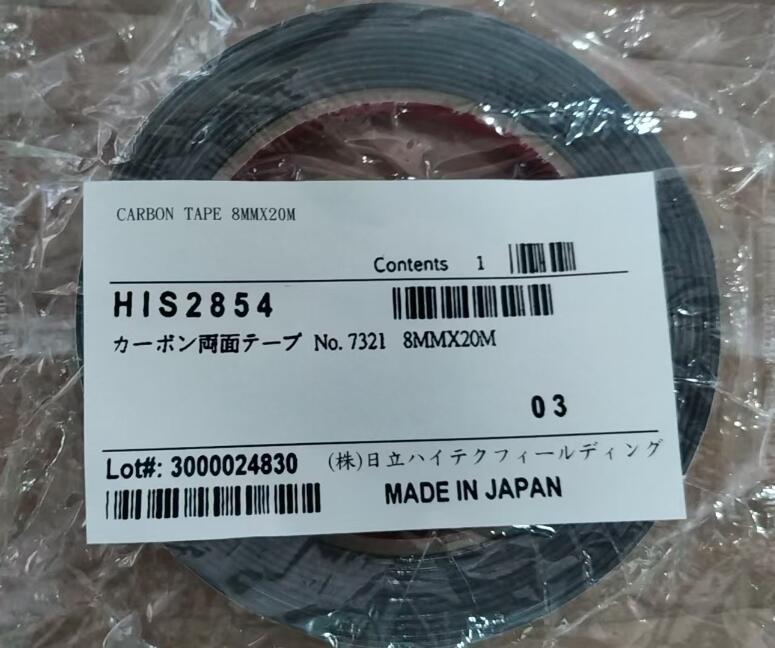 CARBON TAPE 8MMX20M
Contents 1
HIS2854
カーボン両面テープ No. 7321 8MMX20M
03
Lot#: 3000024830 (株)日立ハイテクフィールディング
MADE IN JAPAN